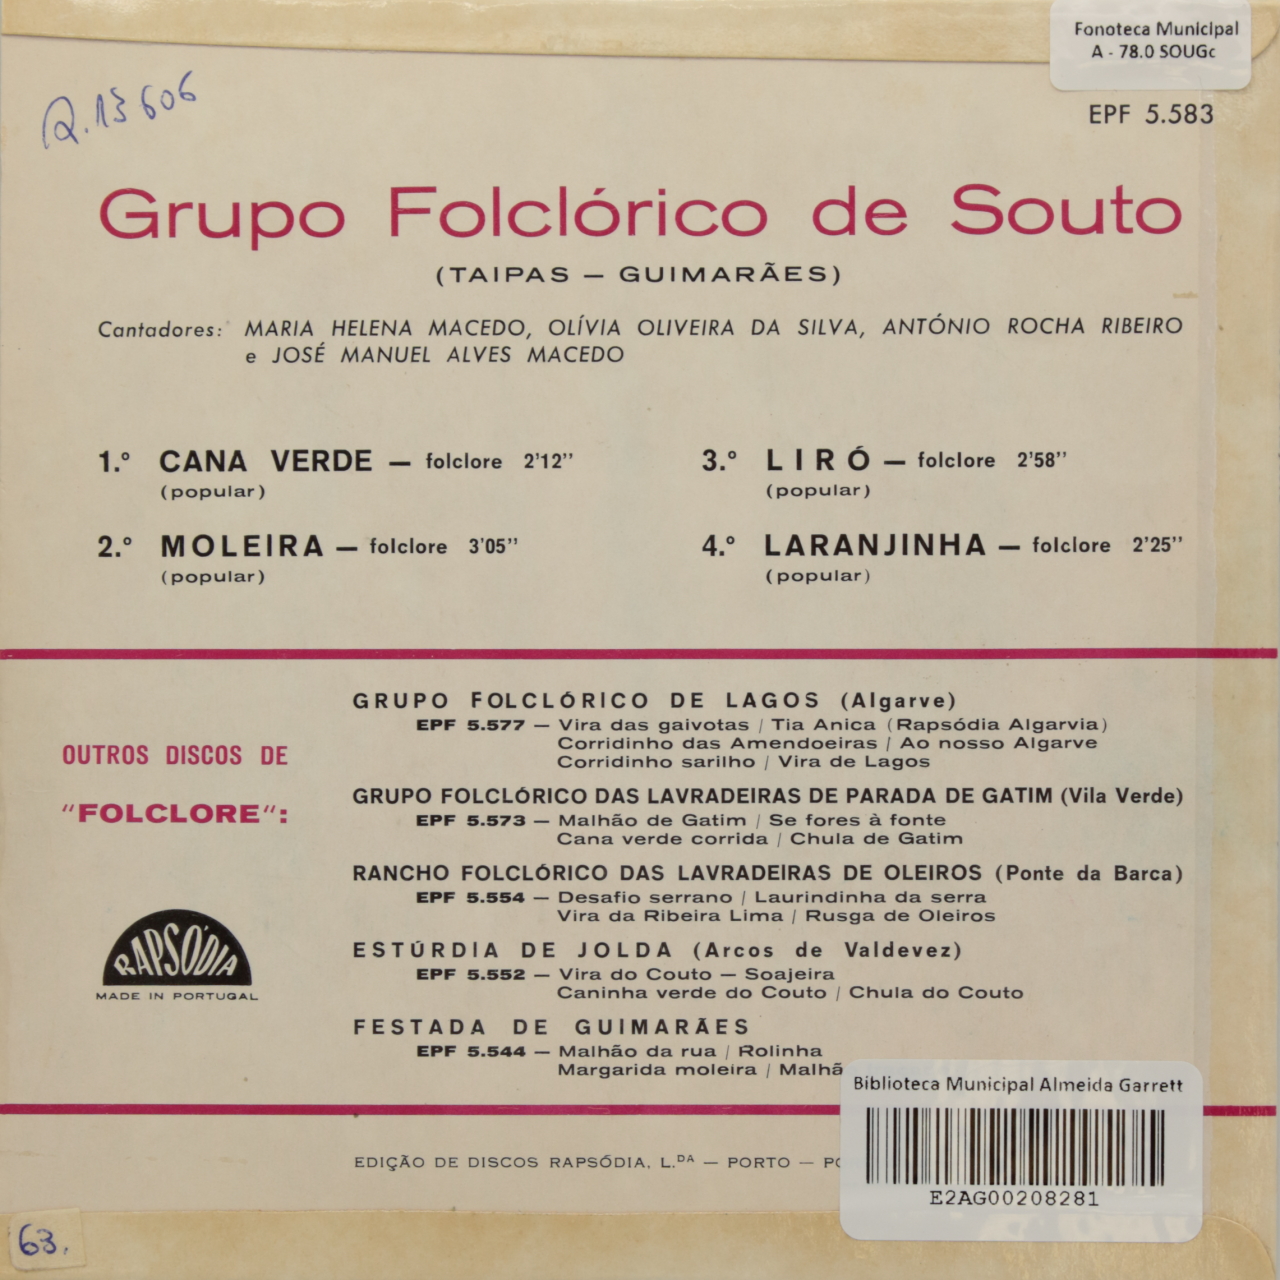 Fonoteca Municipal
A - 78.0 SOUGc
R.13606
EPF 5.583
Grupo Folclórico de Souto
(TAIPAS — GUIMARÃES)
Cantadores: MARIA HELENA MACEDO, OLÍVIA OLIVEIRA DA SILVA, ANTÓNIO ROCHA RIBEIRO
e JOSÉ MANUEL ALVES MACEDO
1.º CANA VERDE — folclore 2'12''
(popular)
2.º MOLEIRA — folclore 3'05''
(popular)
3.º LIRÓ — folclore 2'58''
(popular)
4.º LARANJINHA — folclore 2'25''
(popular)
OUTROS DISCOS DE
"FOLCLORE":
RAPSÓDIA
MADE IN PORTUGAL
GRUPO FOLCLÓRICO DE LAGOS (Algarve)
EPF 5.577 — Vira das gaivotas / Tia Anica (Rapsódia Algarvia)
Corridinho das Amendoeiras / Ao nosso Algarve
Corridinho sarilho / Vira de Lagos
GRUPO FOLCLÓRICO DAS LAVRADEIRAS DE PARADA DE GATIM (Vila Verde)
EPF 5.573 — Malhão de Gatim / Se fores à fonte
Cana verde corrida / Chula de Gatim
RANCHO FOLCLÓRICO DAS LAVRADEIRAS DE OLEIROS (Ponte da Barca)
EPF 5.554 — Desafio serrano / Laurindinha da serra
Vira da Ribeira Lima / Rusga de Oleiros
ESTÚRDIA DE JOLDA (Arcos de Valdevez)
EPF 5.552 — Vira do Couto — Soajeira
Caninha verde do Couto / Chula do Couto
FESTADA DE GUIMARÃES
EPF 5.544 — Malhão da rua / Rolinha
Margarida moleira / Malhã
EDIÇÃO DE DISCOS RAPSÓDIA, L.DA — PORTO —
Biblioteca Municipal Almeida Garrett
E2AG00208281
63.